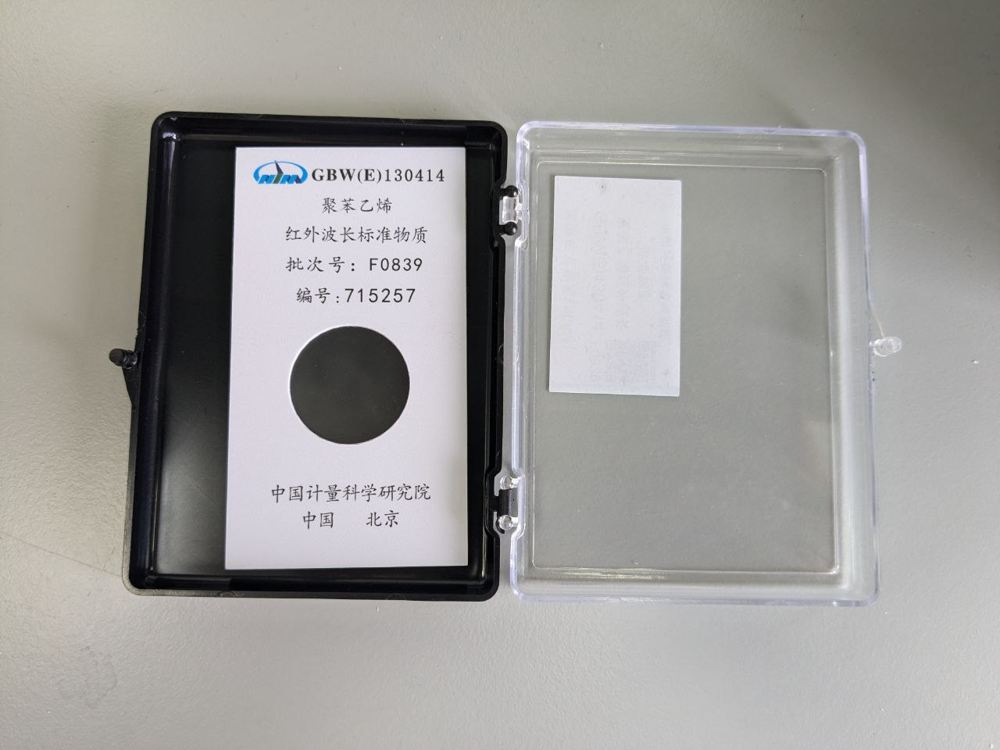 NIM GBW(E)130414
聚苯乙烯
红外波长标准物质
批次号: F0839
编号:715257
中国计量科学研究院
中国 北京